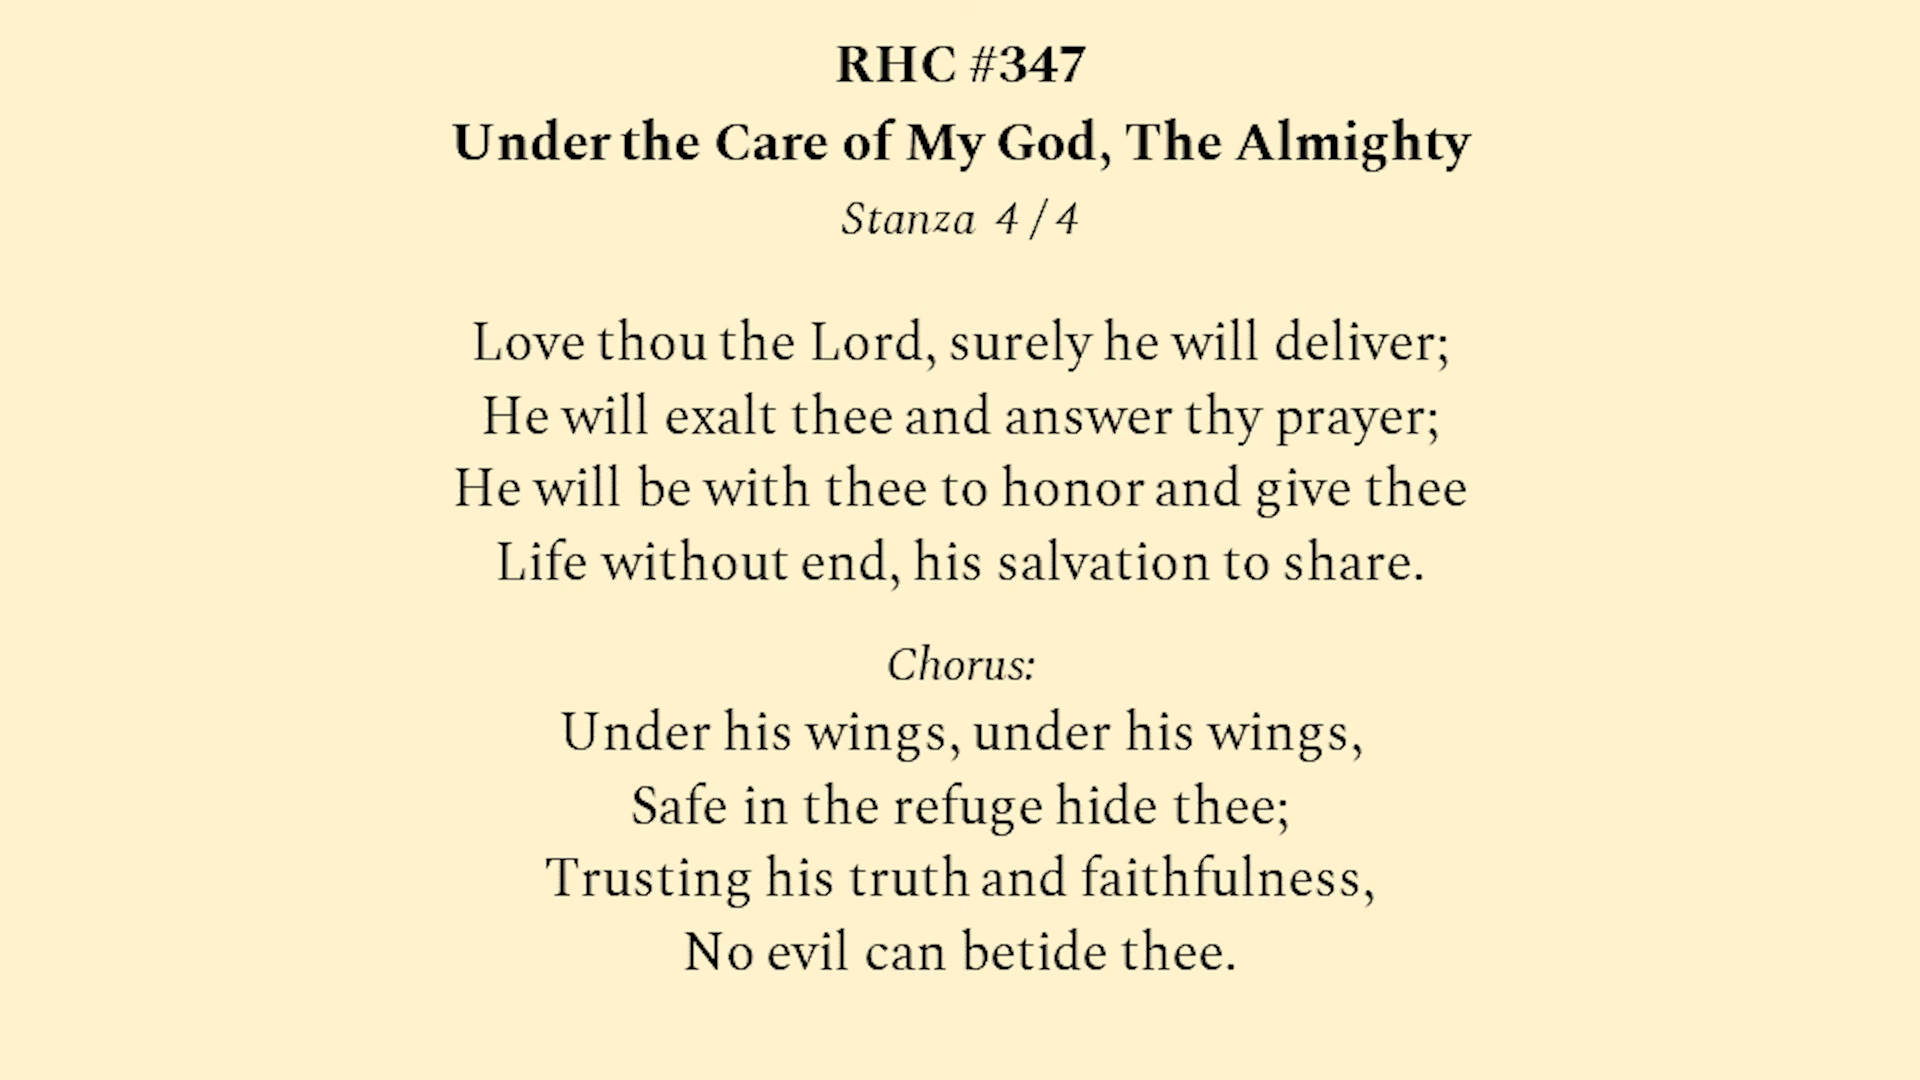 RHC #347
Under the Care of My God, The Almighty
Stanza 4 / 4
Love thou the Lord, surely he will deliver;
He will exalt thee and answer thy prayer;
He will be with thee to honor and give thee
Life without end, his salvation to share.
Chorus:
Under his wings, under his wings,
Safe in the refuge hide thee;
Trusting his truth and faithfulness,
No evil can betide thee.